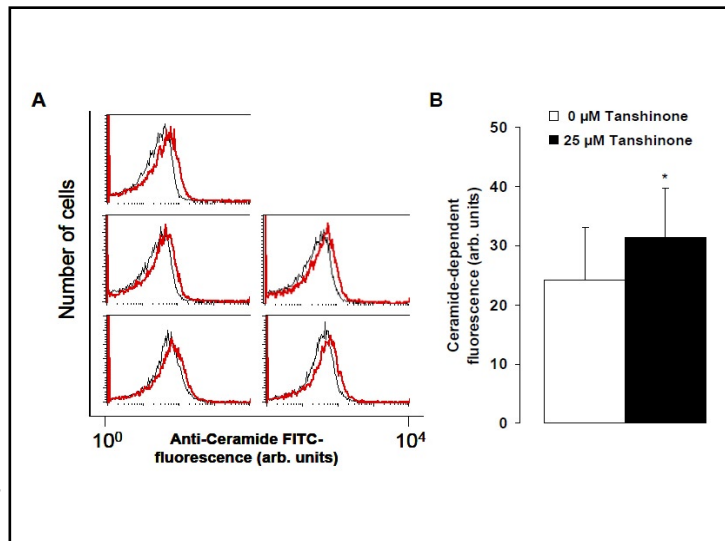 A
Number of cells
10⁰
Anti-Ceramide FITC-
fluorescence (arb. units)
10⁴
B
0 µM Tanshinone
25 µM Tanshinone
Ceramide-dependent
fluorescence (arb. units)
50
40
30
20
10
0
*